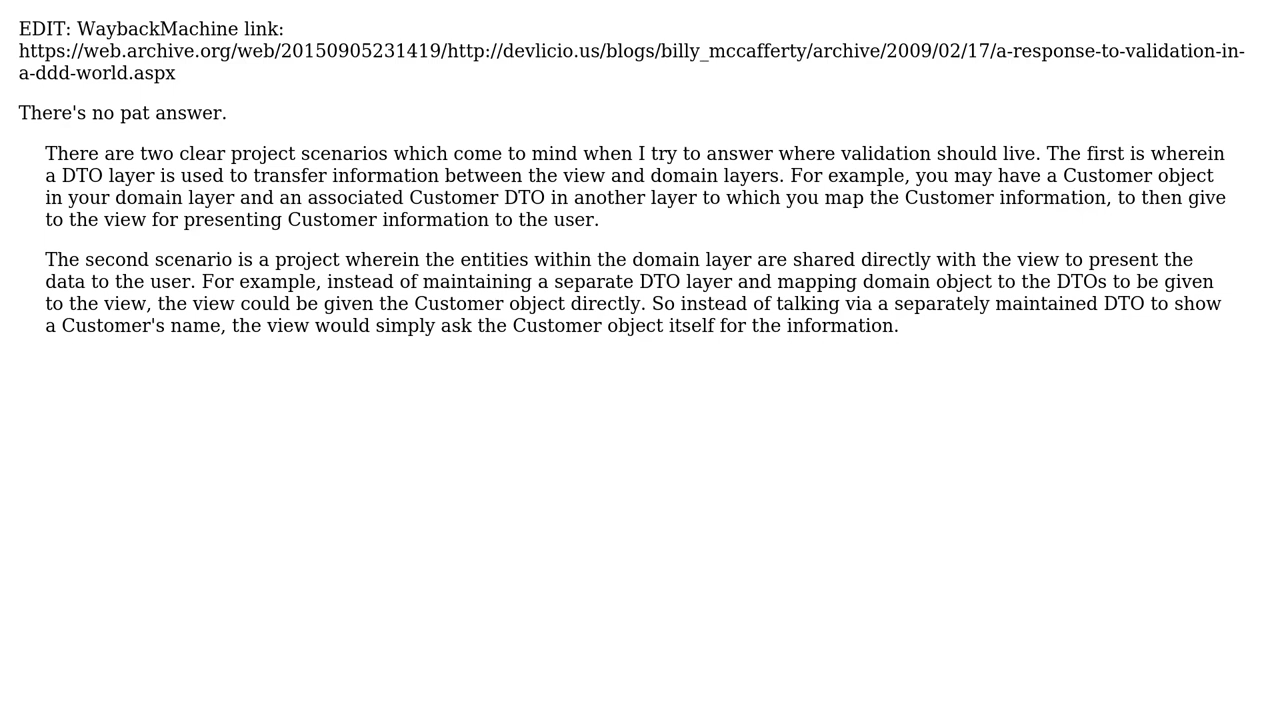 EDIT: WaybackMachine link:
https://web.archive.org/web/20150905231419/http://devlicio.us/blogs/billy_mccafferty/archive/2009/02/17/a-response-to-validation-in-
a-ddd-world.aspx
There's no pat answer.
There are two clear project scenarios which come to mind when I try to answer where validation should live. The first is wherein
a DTO layer is used to transfer information between the view and domain layers. For example, you may have a Customer object
in your domain layer and an associated Customer DTO in another layer to which you map the Customer information, to then give
to the view for presenting Customer information to the user.
The second scenario is a project wherein the entities within the domain layer are shared directly with the view to present the
data to the user. For example, instead of maintaining a separate DTO layer and mapping domain object to the DTOs to be given
to the view, the view could be given the Customer object directly. So instead of talking via a separately maintained DTO to show
a Customer's name, the view would simply ask the Customer object itself for the information.